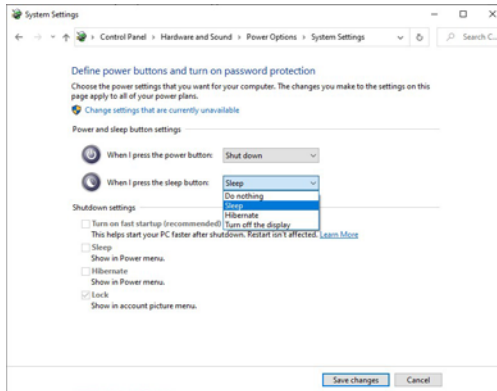 System Settings
Control Panel > Hardware and Sound > Power Options > System Settings
Search C...
Define power buttons and turn on password protection
Choose the power settings that you want for your computer. The changes you make to the settings on this
page apply to all of your power plans.
Change settings that are currently unavailable
Power and sleep button settings
When I press the power button: Shut down
When I press the sleep button: Sleep
Do nothing
Sleep
Hibernate
Turn off the display
Shutdown settings
Turn on fast startup (recommended)
This helps start your PC faster after shutdown. Restart isn't affected. Learn More
Sleep
Show in Power menu.
Hibernate
Show in Power menu.
Lock
Show in account picture menu.
Save changes Cancel